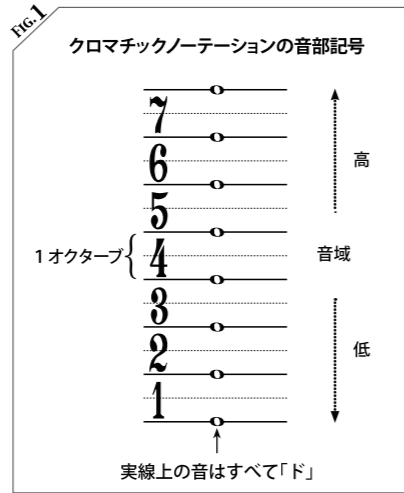 FIG.1
クロマチックノーテーションの音部記号
7
6
高
5
1オクターブ
4
音域
3
2
低
1
実線上の音はすべて「ド」